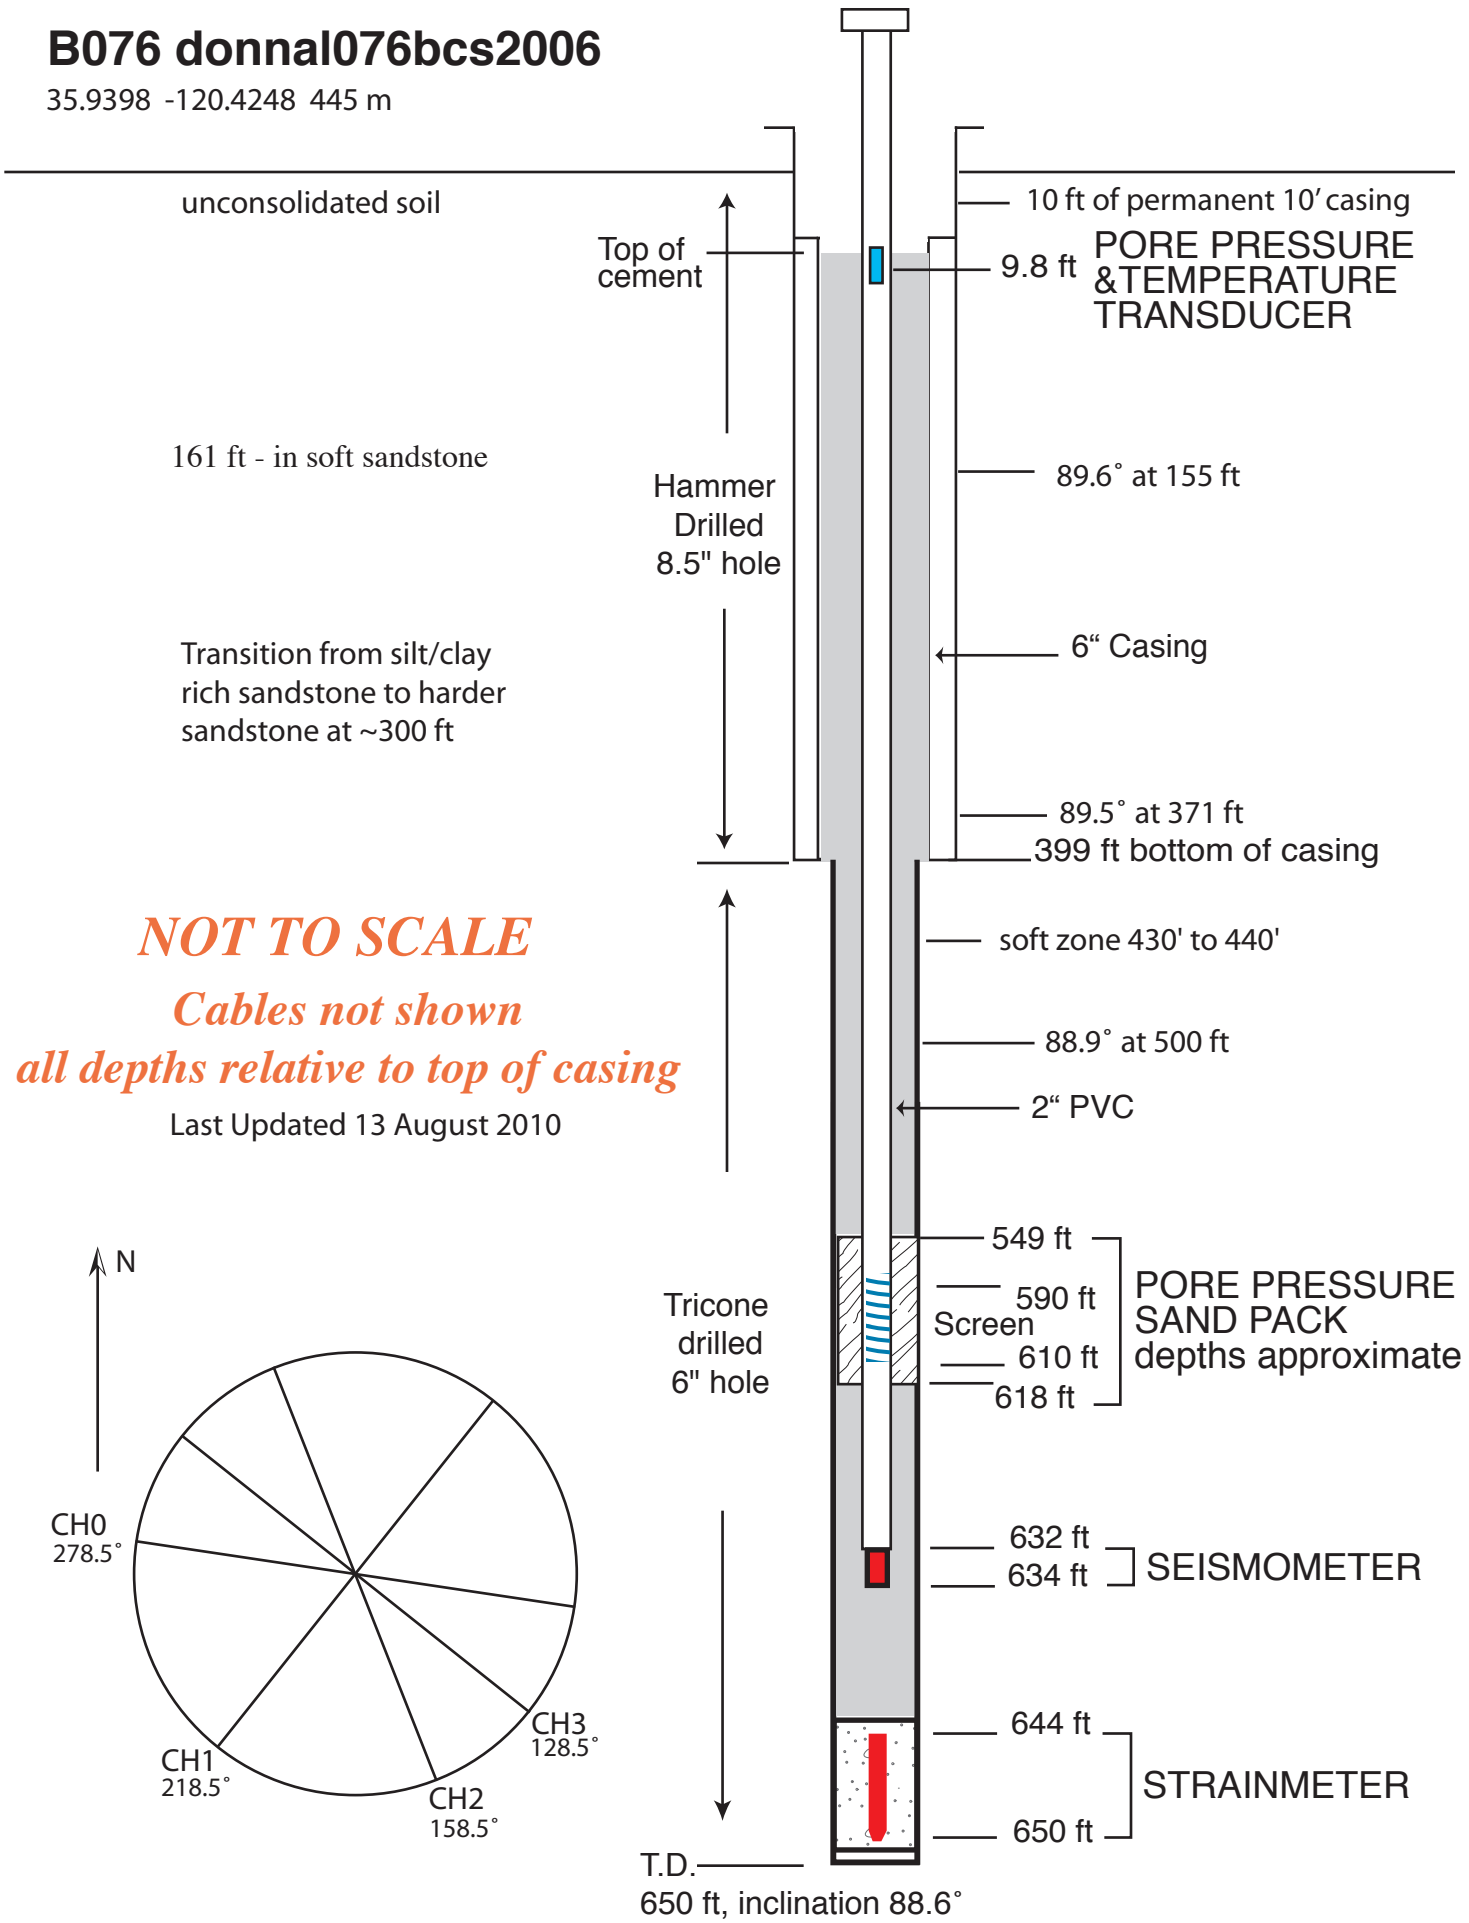 B076 donnal076bcs2006
35.9398 -120.4248 445 m
unconsolidated soil
10 ft of permanent 10' casing
Top of
cement
9.8 ft
PORE PRESSURE
&TEMPERATURE
TRANSDUCER
161 ft - in soft sandstone
89.6˚ at 155 ft
Hammer
Drilled
8.5" hole
6“ Casing
Transition from silt/clay
rich sandstone to harder
sandstone at ~300 ft
89.5˚ at 371 ft
399 ft bottom of casing
NOT TO SCALE
Cables not shown
all depths relative to top of casing
Last Updated 13 August 2010
soft zone 430' to 440'
88.9˚ at 500 ft
2“ PVC
549 ft
590 ft
Screen
610 ft
618 ft
PORE PRESSURE
SAND PACK
depths approximate
Tricone
drilled
6" hole
N
CH0
278.5˚
CH1
218.5˚
CH2
158.5˚
CH3
128.5˚
632 ft
634 ft
SEISMOMETER
644 ft
STRAINMETER
650 ft
T.D.
650 ft, inclination 88.6˚